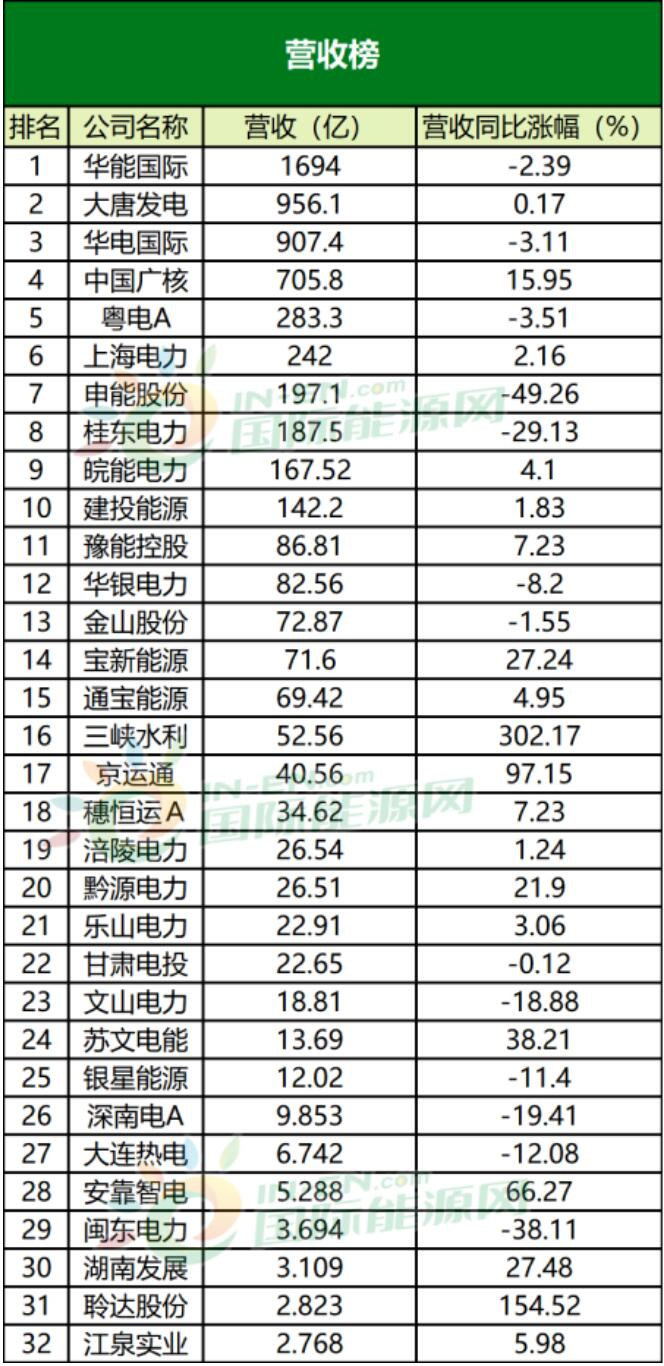 营收榜
排名 公司名称 营收（亿） 营收同比涨幅（%）
1 华能国际 1694 -2.39
2 大唐发电 956.1 0.17
3 华电国际 907.4 -3.11
4 中国广核 705.8 15.95
5 粤电A 283.3 -3.51
6 上海电力 242 2.16
7 申能股份 197.1 -49.26
8 桂东电力 187.5 -29.13
9 皖能电力 167.52 4.1
10 建投能源 142.2 1.83
11 豫能控股 86.81 7.23
12 华银电力 82.56 -8.2
13 金山股份 72.87 -1.55
14 宝新能源 71.6 27.24
15 通宝能源 69.42 4.95
16 三峡水利 52.56 302.17
17 京运通 40.56 97.15
18 穗恒运A 34.62 7.23
19 涪陵电力 26.54 1.24
20 黔源电力 26.51 21.9
21 乐山电力 22.91 3.06
22 甘肃电投 22.65 -0.12
23 文山电力 18.81 -18.88
24 苏文电能 13.69 38.21
25 银星能源 12.02 -11.4
26 深南电A 9.853 -19.41
27 大连热电 6.742 -12.08
28 安靠智电 5.288 66.27
29 闽东电力 3.694 -38.11
30 湖南发展 3.109 27.48
31 聆达股份 2.823 154.52
32 江泉实业 2.768 5.98
IN-EN.com
国际能源网
IN-EN.com
国际能源网
IN-EN.com
国际能源网